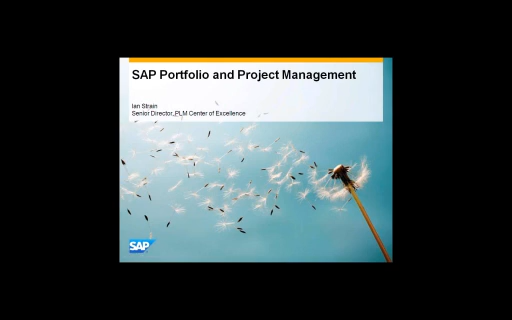 SAP Portfolio and Project Management
Ian Strain
Senior Director, PLM Center of Excellence
SAP